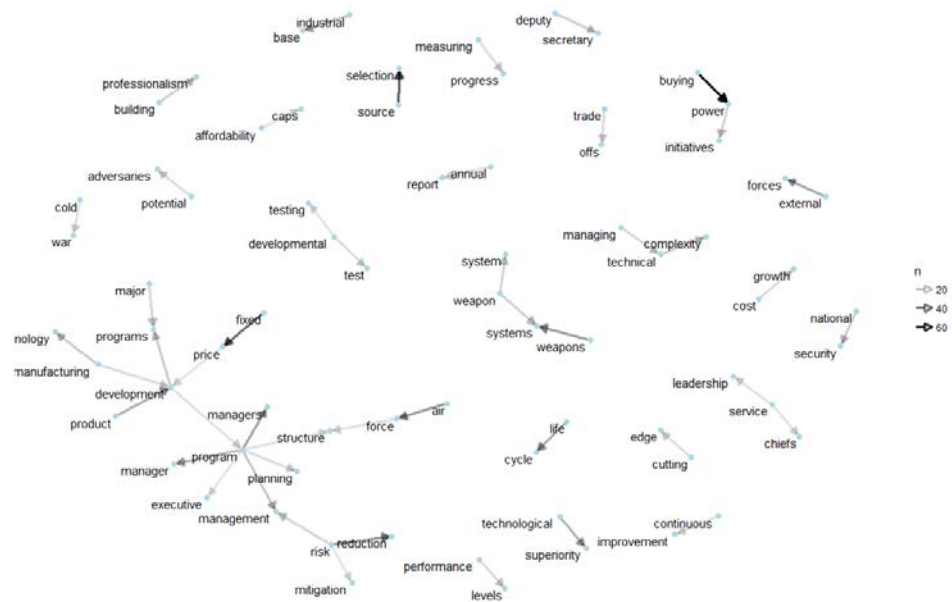 industrial
base
deputy
secretary
measuring
progress
selection
source
buying
power
initiatives
professionalism
building
caps
affordability
trade
offs
annual
report
adversaries
potential
cold
war
forces
external
testing
developmental
test
managing
complexity
technical
system
weapon
systems
weapons
growth
cost
n
20
40
60
national
security
major
programs
fixed
price
nology
manufacturing
development
product
managers
structure
force
air
program
manager
planning
executive
management
risk
reduction
mitigation
leadership
service
chiefs
life
cycle
edge
cutting
technological
superiority
continuous
improvement
performance
levels